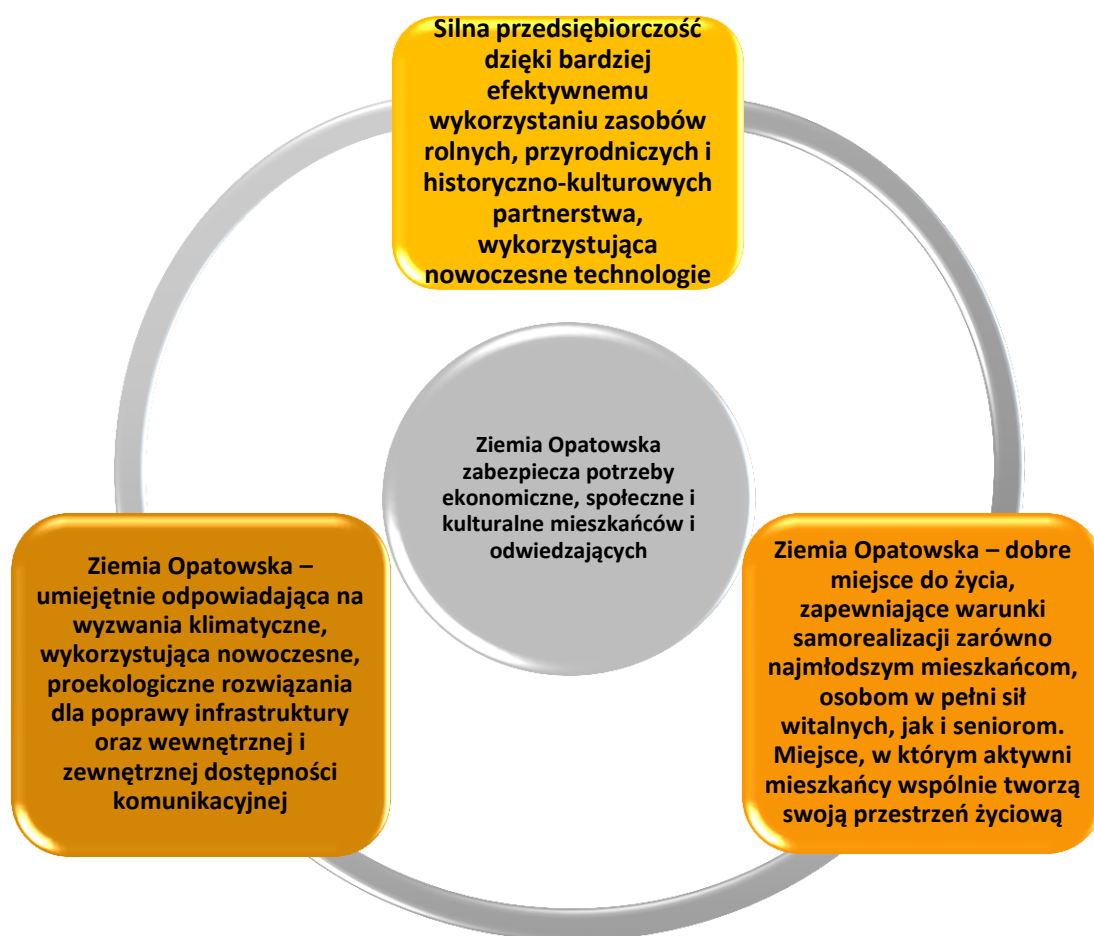 Silna przedsiębiorczość
dzięki bardziej
efektywnemu
wykorzystaniu zasobów
rolnych, przyrodniczych i
historyczno-kulturowych
partnerstwa,
wykorzystująca
nowoczesne technologie
Ziemia Opatowska
zabezpiecza potrzeby
ekonomiczne, społeczne i
kulturalne mieszkańców i
odwiedzających
Ziemia Opatowska –
umiejętnie odpowiadająca na
wyzwania klimatyczne,
wykorzystująca nowoczesne,
proekologiczne rozwiązania
dla poprawy infrastruktury
oraz wewnętrznej i
zewnętrznej dostępności
komunikacyjnej
Ziemia Opatowska – dobre
miejsce do życia,
zapewniające warunki
samorealizacji zarówno
najmłodszym mieszkańcom,
osobom w pełni sił
witalnych, jak i seniorom.
Miejsce, w którym aktywni
mieszkańcy wspólnie tworzą
swoją przestrzeń życiową